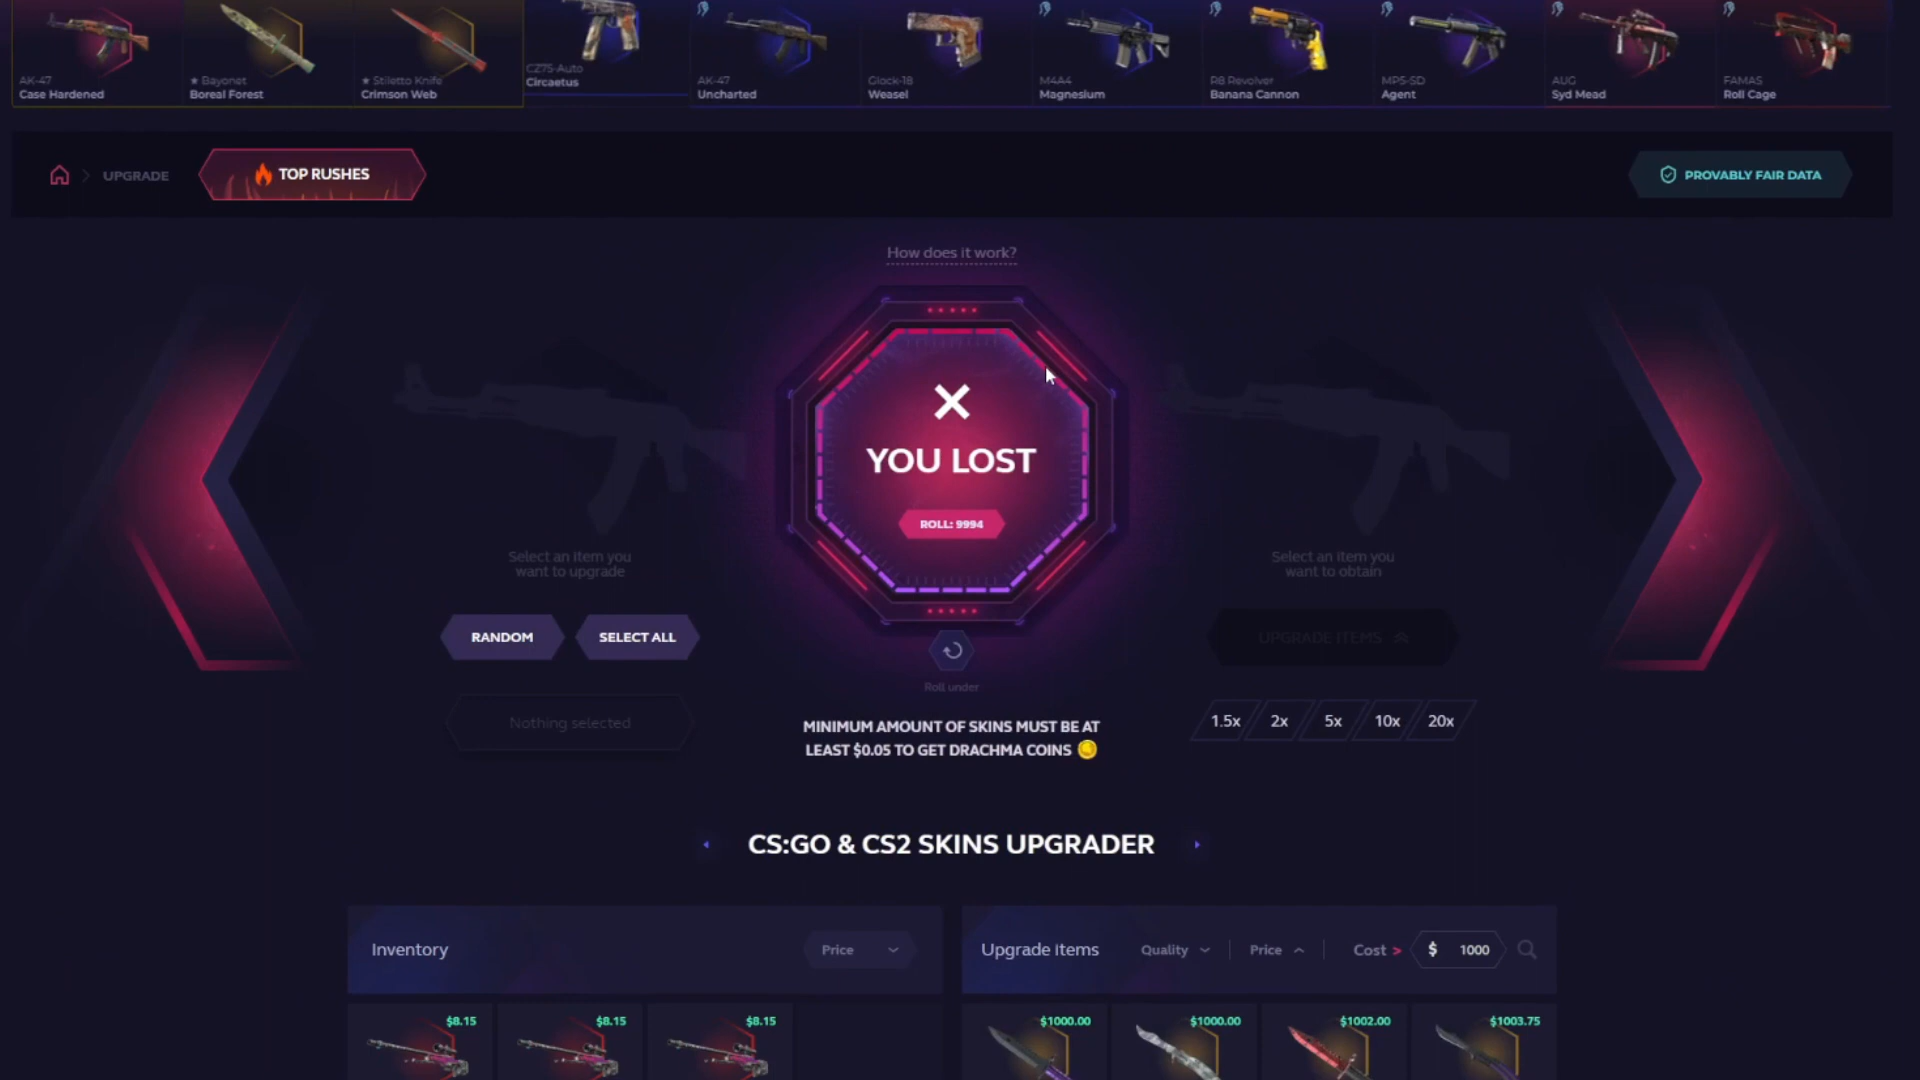 AK-47
Case Hardened
★ Bayonet
Boreal Forest
★ Stiletto Knife
Crimson Web
CZ75-Auto
Circaetus
AK-47
Uncharted
Glock-18
Weasel
M4A4
Magnesium
R8 Revolver
Banana Cannon
MP5-SD
Agent
AUG
Syd Mead
FAMAS
Roll Cage
UPGRADE
TOP RUSHES
PROVABLY FAIR DATA
How does it work?
YOU LOST
ROLL: 9994
Select an item you
want to upgrade
Select an item you
want to obtain
RANDOM
SELECT ALL
UPGRADE ITEMS
Roll under
Nothing selected
MINIMUM AMOUNT OF SKINS MUST BE AT
LEAST $0.05 TO GET DRACHMA COINS
1.5x
2x
5x
10x
20x
CS:GO & CS2 SKINS UPGRADER
Inventory
Price
Upgrade items
Quality
Price
Cost >
$ 1000
$8.15
$8.15
$8.15
$1000.00
$1000.00
$1002.00
$1003.75